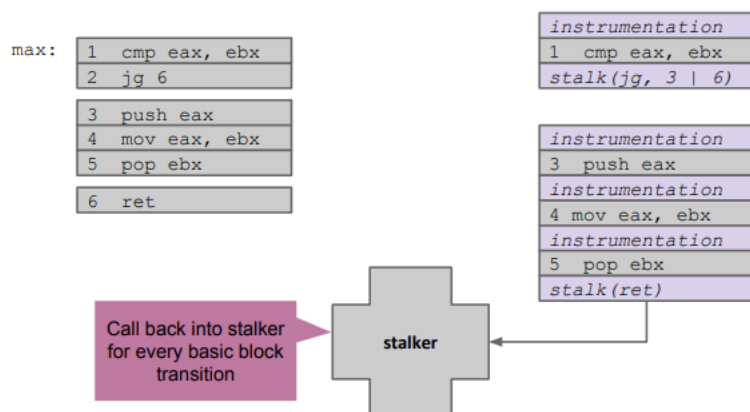 max:
1 cmp eax, ebx
2 jg 6
3 push eax
4 mov eax, ebx
5 pop ebx
6 ret
instrumentation
1 cmp eax, ebx
stalk(jg, 3 | 6)
instrumentation
3 push eax
instrumentation
4 mov eax, ebx
instrumentation
5 pop ebx
stalk(ret)
Call back into stalker
for every basic block
transition
stalker